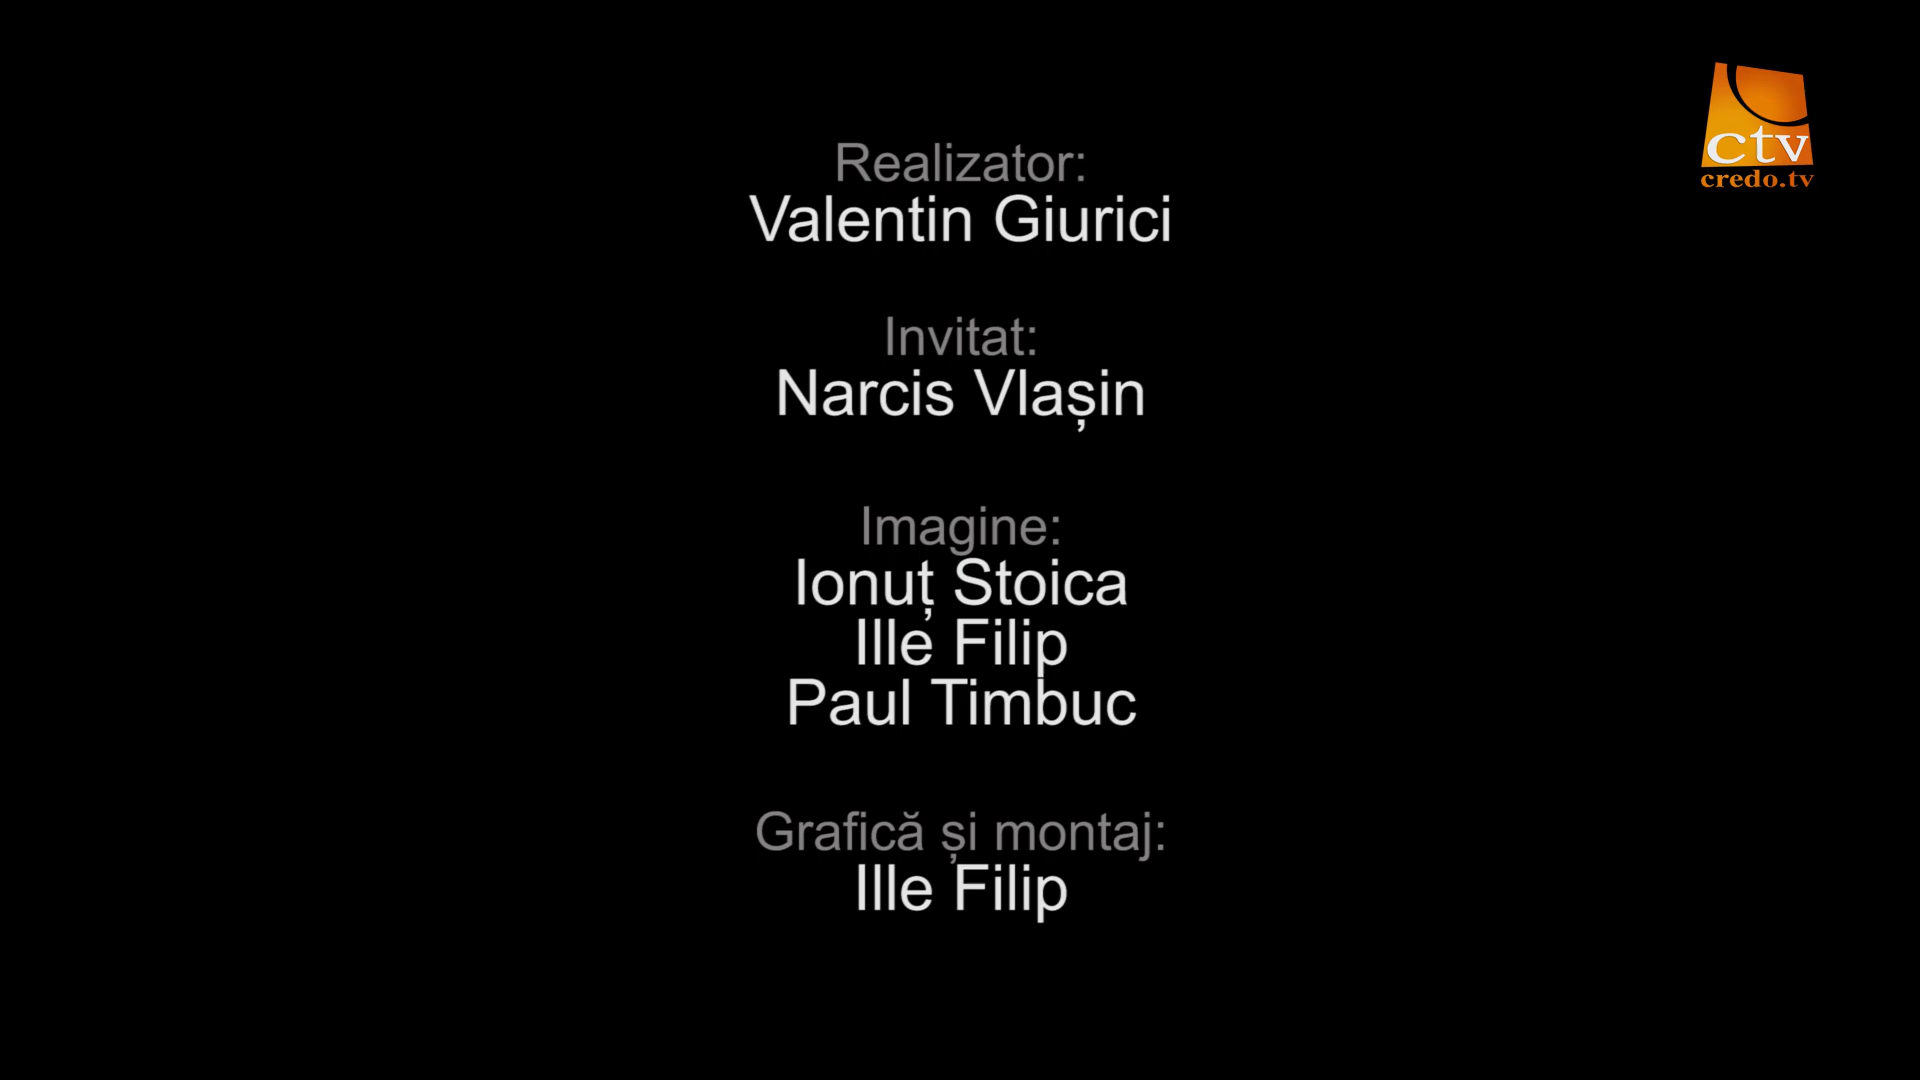 ctv
credo.tv
Realizator:
Valentin Giurici
Invitat:
Narcis Vlașin
Imagine:
Ionuț Stoica
Ille Filip
Paul Timbuc
Grafică și montaj:
Ille Filip